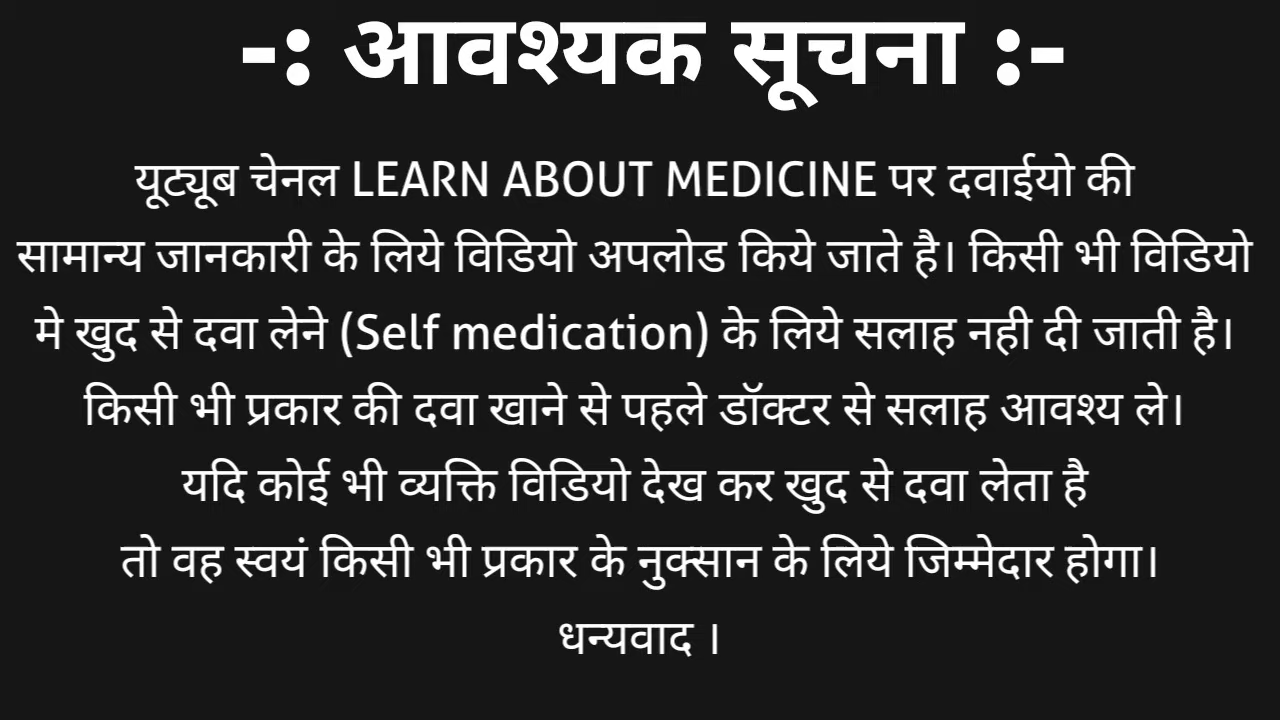 -: आवश्यक सूचना :-
यूट्यूब चेनल LEARN ABOUT MEDICINE पर दवाईयो की
सामान्य जानकारी के लिये विडियो अपलोड किये जाते है। किसी भी विडियो
मे खुद से दवा लेने (Self medication) के लिये सलाह नही दी जाती है।
किसी भी प्रकार की दवा खाने से पहले डॉक्टर से सलाह आवश्य ले।
यदि कोई भी व्यक्ति विडियो देख कर खुद से दवा लेता है
तो वह स्वयं किसी भी प्रकार के नुक्सान के लिये जिम्मेदार होगा।
धन्यवाद ।